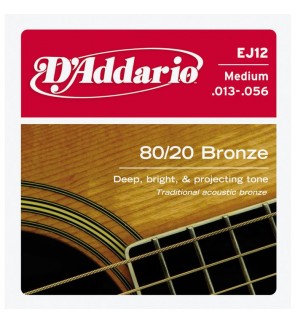 D'Addario
EJ12
Medium
.013-.056
80/20 Bronze
Deep, bright, & projecting tone
Traditional acoustic bronze